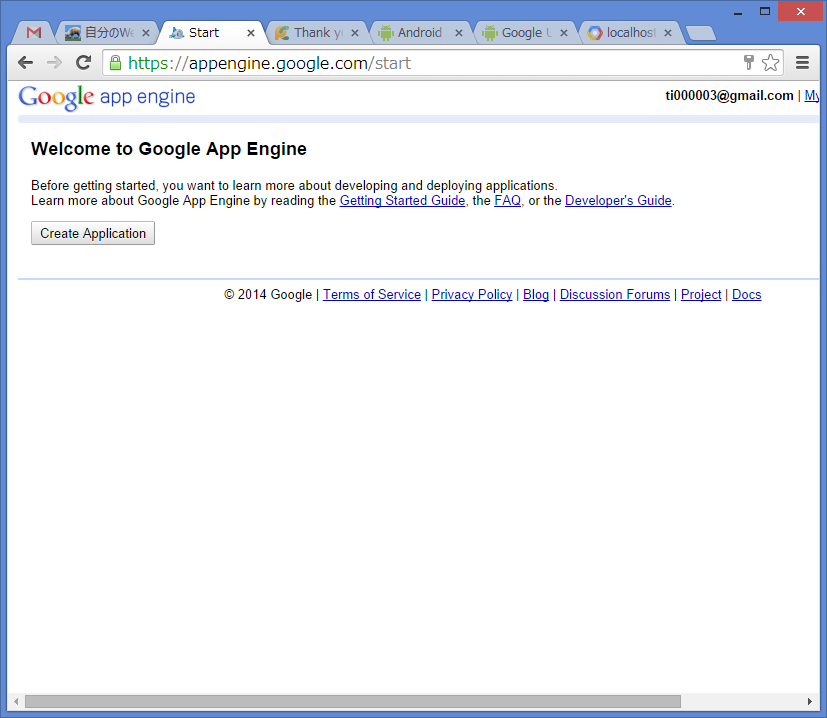 自分のWe
Start
Thank y
Android
Google U
localhost
https://appengine.google.com/start
Google app engine
ti000003@gmail.com | My
Welcome to Google App Engine
Before getting started, you want to learn more about developing and deploying applications.
Learn more about Google App Engine by reading the Getting Started Guide, the FAQ, or the Developer's Guide.
Create Application
© 2014 Google | Terms of Service | Privacy Policy | Blog | Discussion Forums | Project | Docs